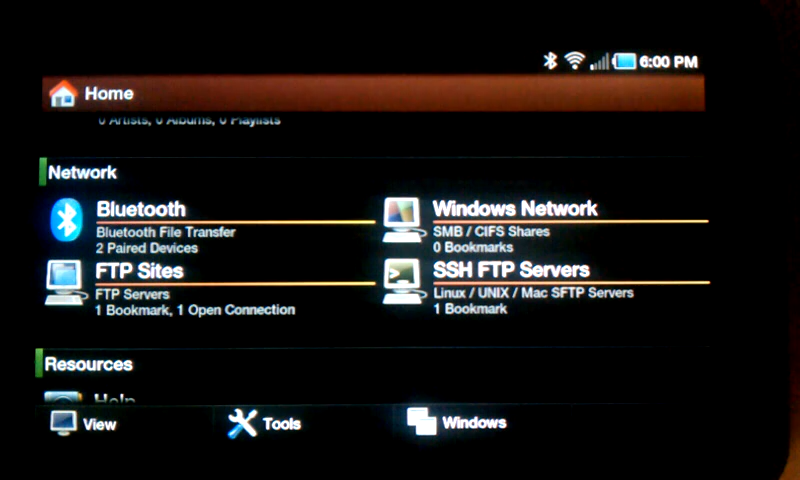 6:00 PM
Home
0 Artists, 0 Albums, 0 Playlists
Network
Bluetooth
Bluetooth File Transfer
2 Paired Devices
Windows Network
SMB / CIFS Shares
0 Bookmarks
FTP Sites
FTP Servers
1 Bookmark, 1 Open Connection
SSH FTP Servers
Linux / UNIX / Mac SFTP Servers
1 Bookmark
Resources
Help
View
Tools
Windows